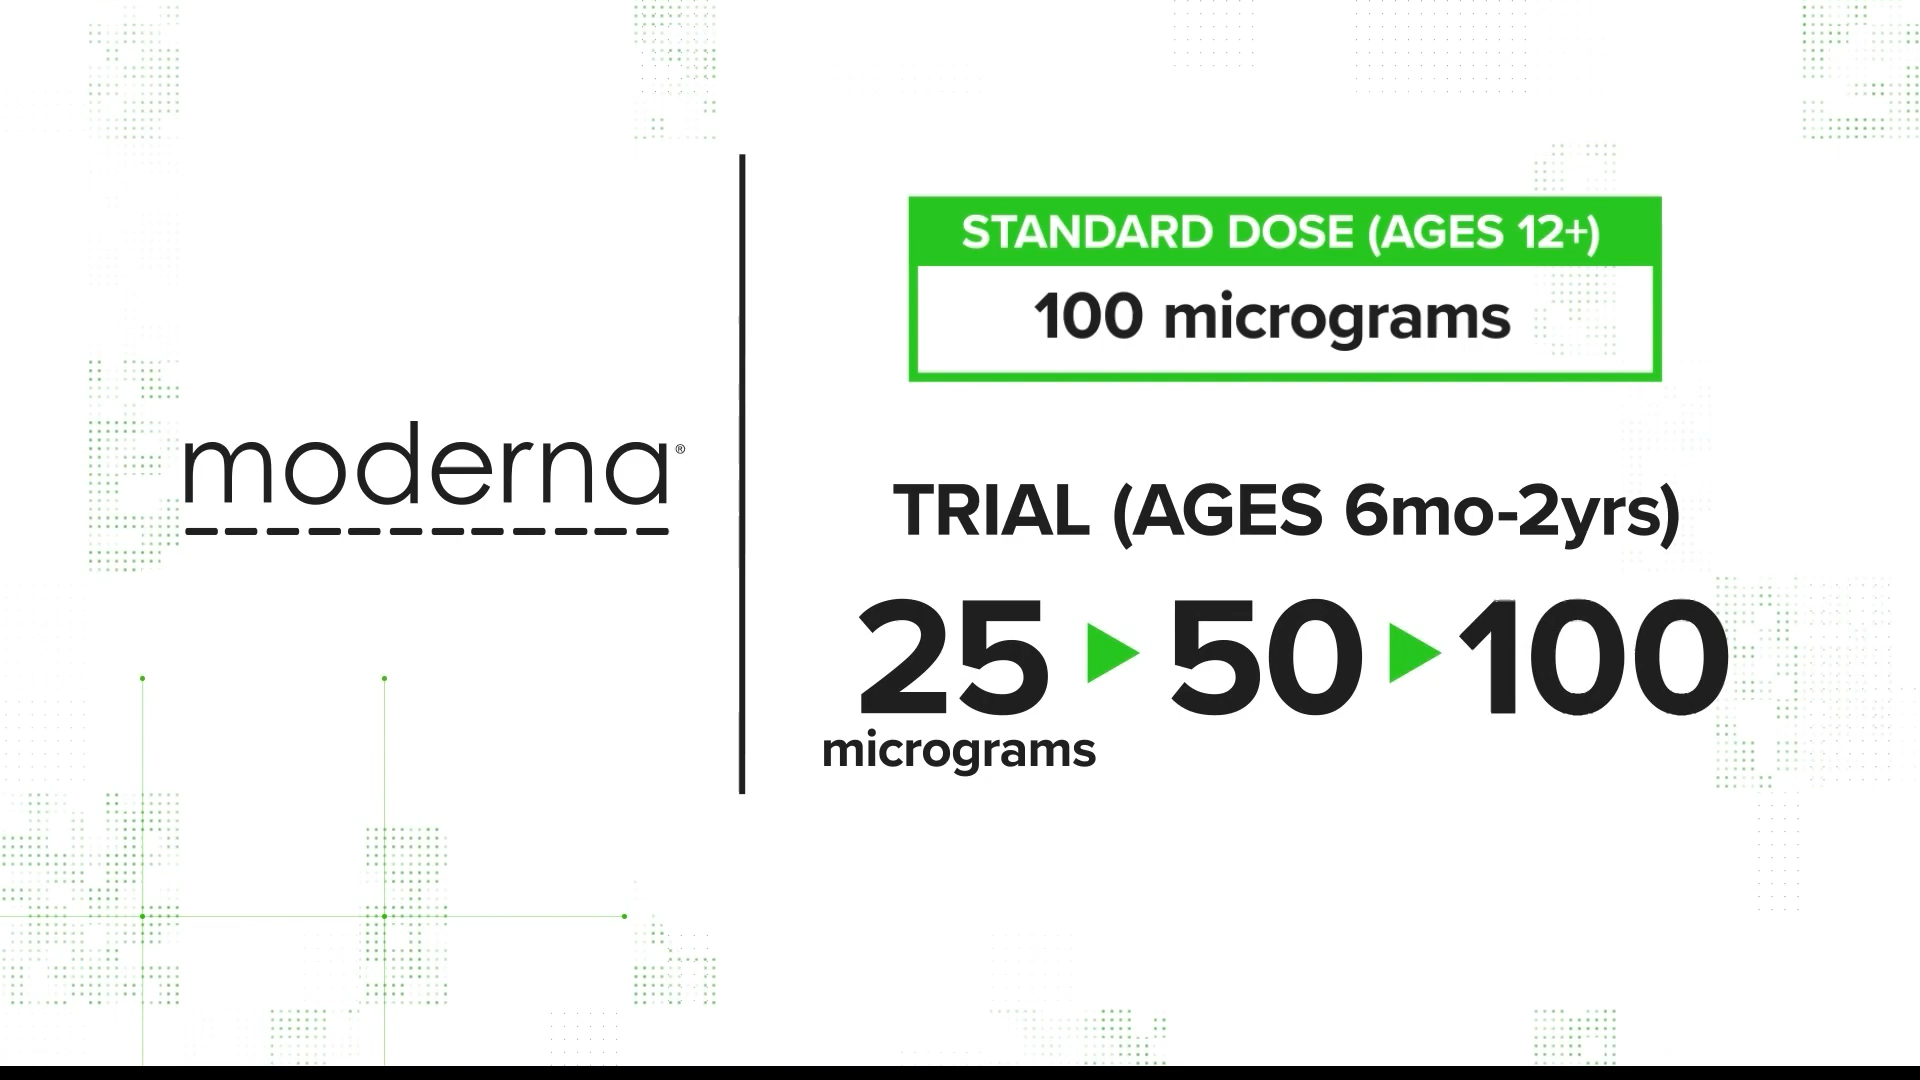 moderna®
STANDARD DOSE (AGES 12+)
100 micrograms
TRIAL (AGES 6mo-2yrs)
25 ▶ 50 ▶ 100
micrograms